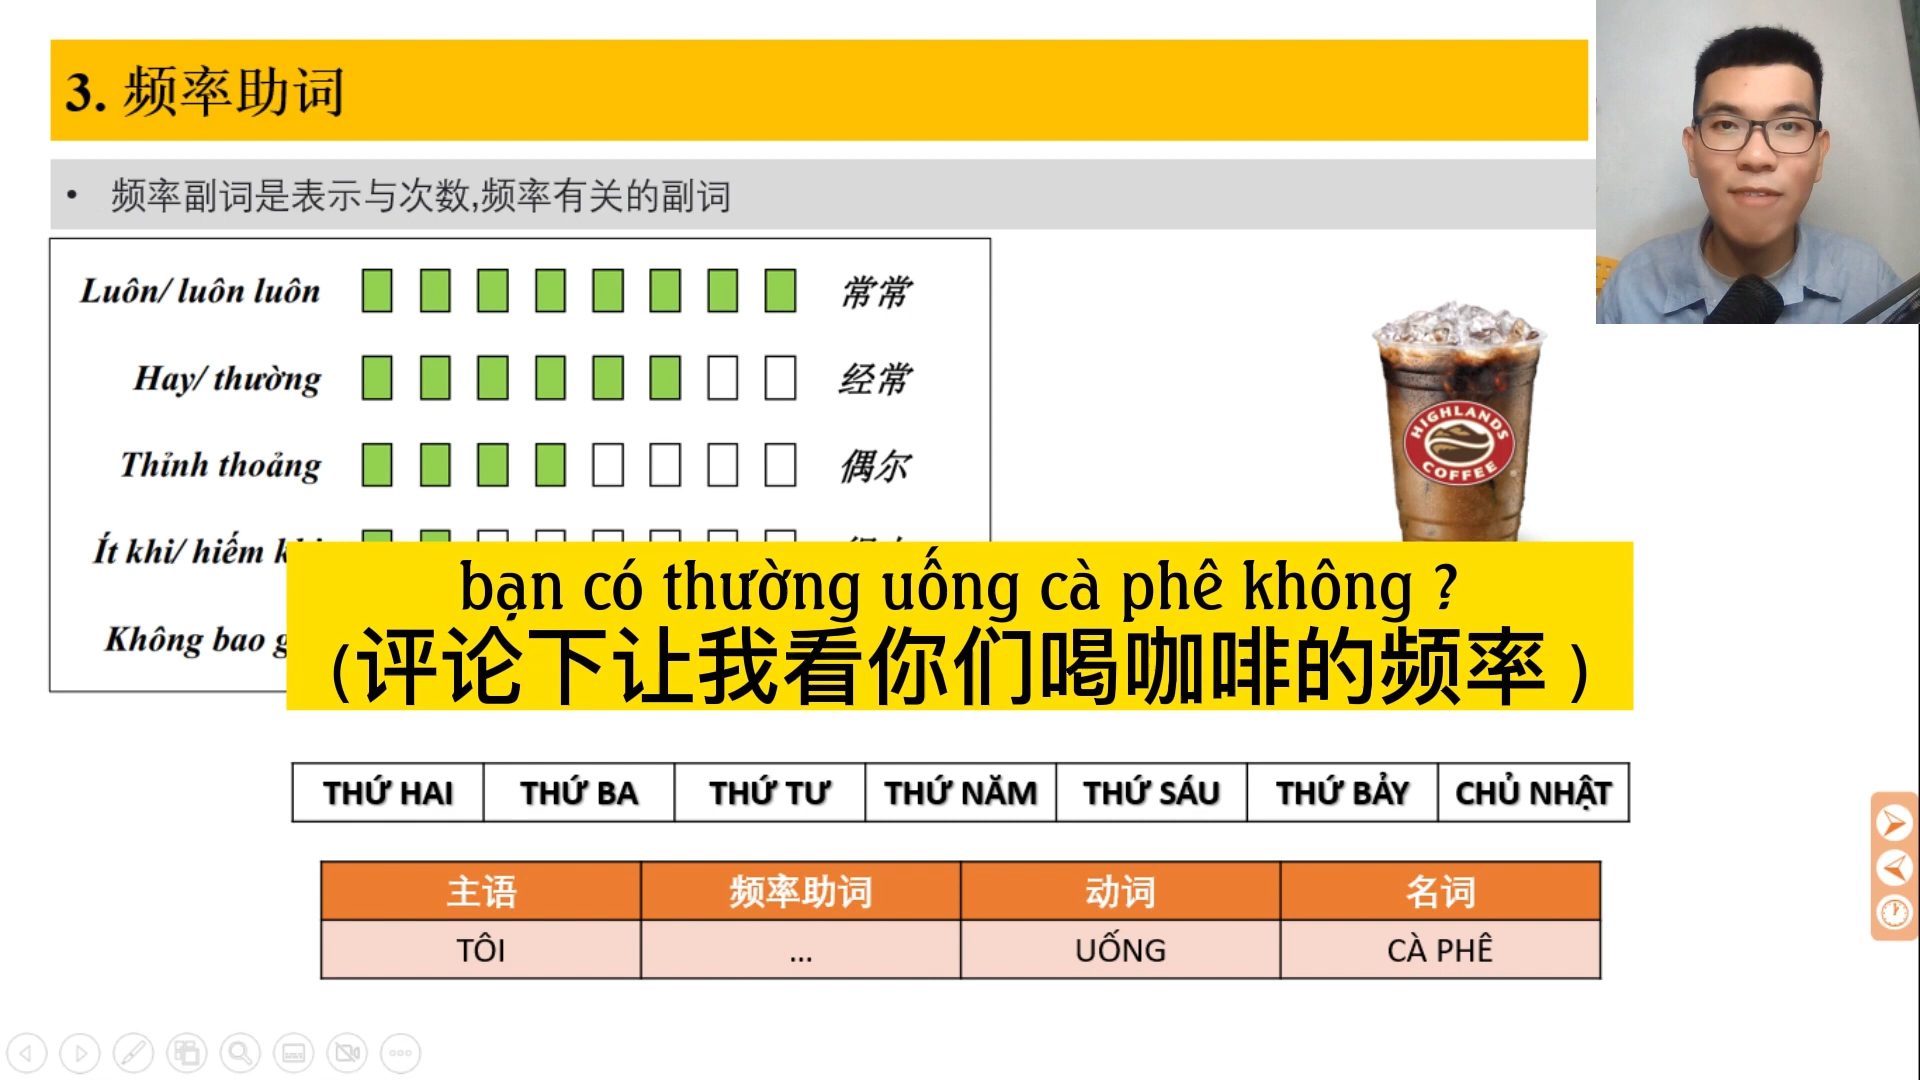 3. 频率助词
• 频率副词是表示与次数,频率有关的副词
Luôn/ luôn luôn 常常
Hay/ thường 经常
Thỉnh thoảng 偶尔
Ít khi/ hiếm
Không bao
HIGHLANDS
COFFEE
bạn có thường uống cà phê không ?
(评论下让我看你们喝咖啡的频率 )
THỨ HAI THỨ BA THỨ TƯ THỨ NĂM THỨ SÁU THỨ BẢY CHỦ NHẬT
主语 频率助词 动词 名词
TÔI ... UỐNG CÀ PHÊ